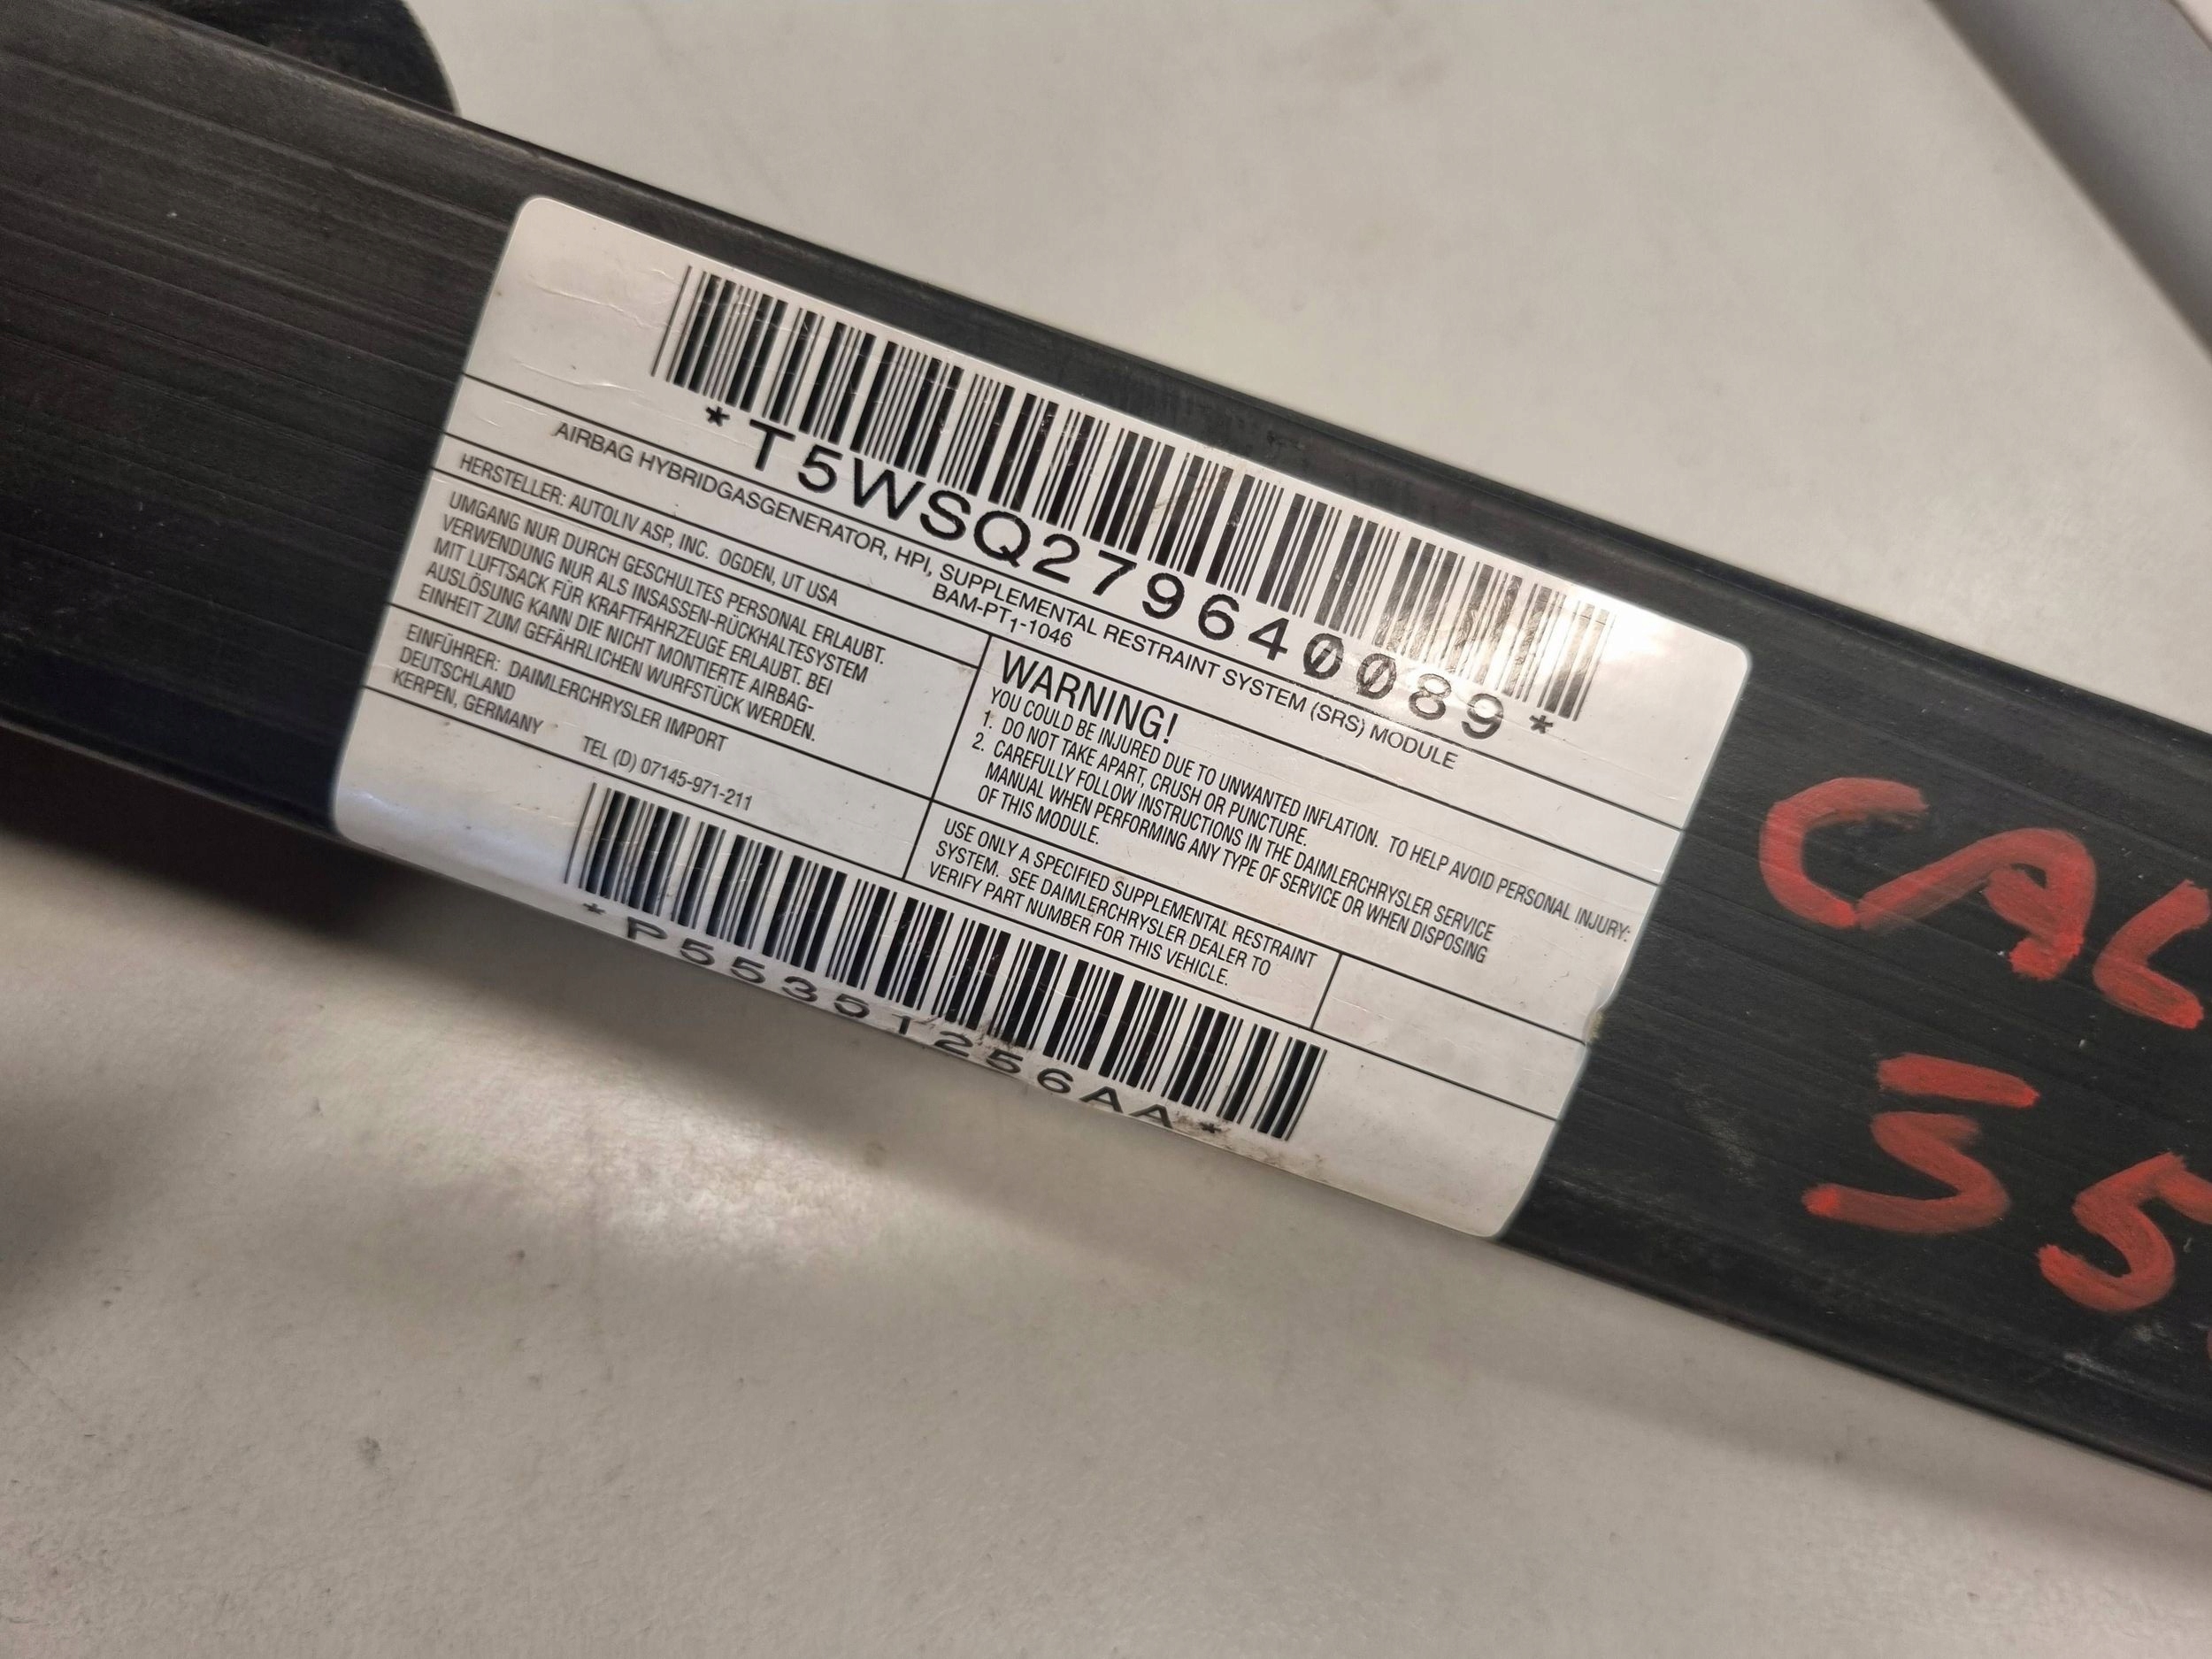 *T5WSQ279640089*
AIRBAG HYBRIDGASGENERATOR, HPI, SUPPLEMENTAL RESTRAINT SYSTEM (SRS) MODULE
BAM-PT1-1046
HERSTELLER: AUTOLIV ASP, INC. OGDEN, UT USA
UMGANG NUR DURCH GESCHULTES PERSONAL ERLAUBT.
VERWENDUNG NUR ALS INSASSEN-RÜCKHALTESYSTEM
MIT LUFTSACK FÜR KRAFTFAHRZEUGE ERLAUBT. BEI
AUSLÖSUNG KANN DIE NICHT MONTIERTE AIRBAG-
EINHEIT ZUM GEFÄHRLICHEN WURFSTÜCK WERDEN.
EINFÜHRER: DAIMLERCHRYSLER IMPORT
DEUTSCHLAND
KERPEN, GERMANY
TEL (D) 07145-971-211
WARNING!
YOU COULD BE INJURED DUE TO UNWANTED INFLATION. TO HELP AVOID PERSONAL INJURY:
1. DO NOT TAKE APART, CRUSH OR PUNCTURE.
2. CAREFULLY FOLLOW INSTRUCTIONS IN THE DAIMLERCHRYSLER SERVICE
MANUAL WHEN PERFORMING ANY TYPE OF SERVICE OR WHEN DISPOSING
OF THIS MODULE.
USE ONLY A SPECIFIED SUPPLEMENTAL RESTRAINT
SYSTEM. SEE DAIMLERCHRYSLER DEALER TO
VERIFY PART NUMBER FOR THIS VEHICLE.
*P55351256AA*
CAL
55